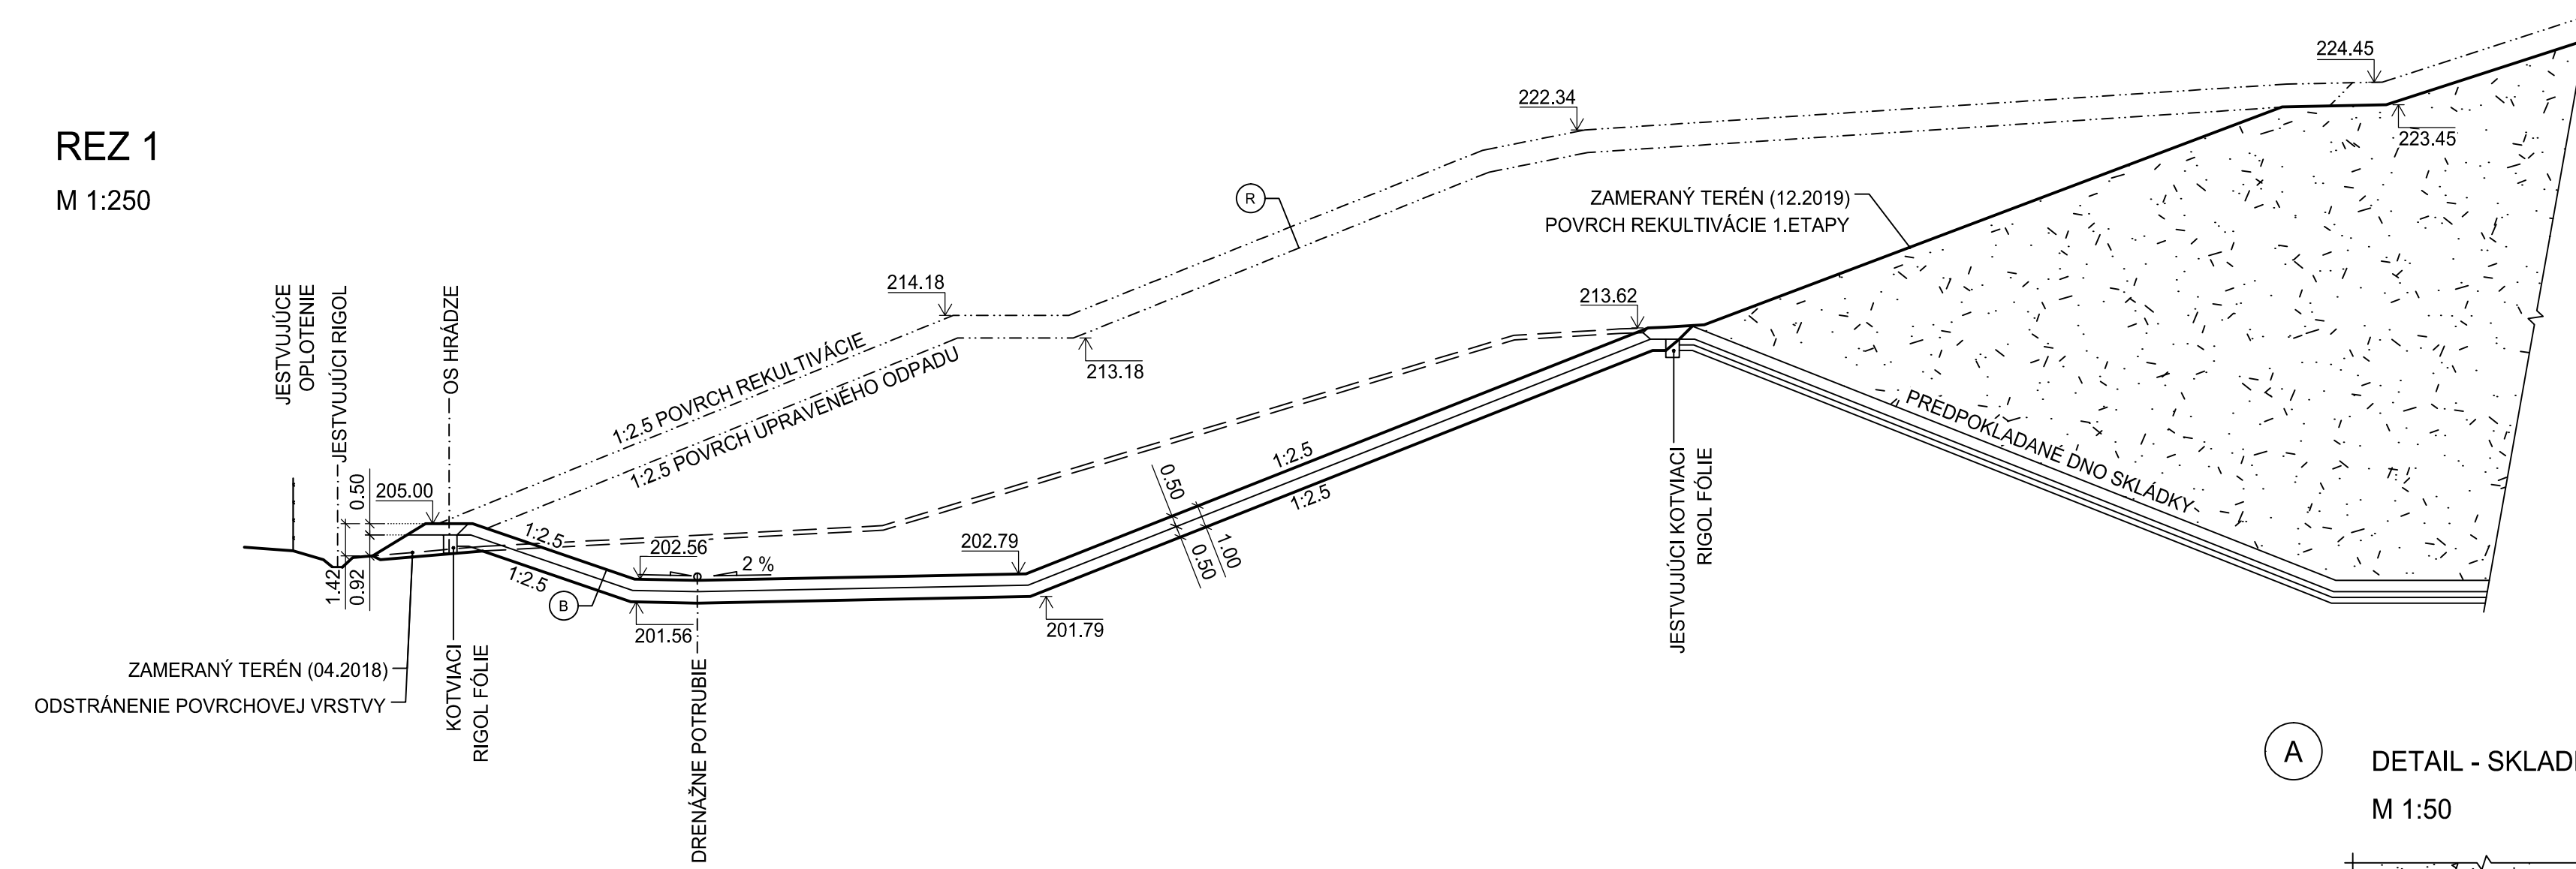 REZ 1
M 1:250
224.45
222.34
223.45
R
ZAMERANÝ TERÉN (12.2019)
POVRCH REKULTIVÁCIE 1.ETAPY
214.18
213.62
213.18
JESTVUJÚCE
OPLOTENIE
JESTVUJÚCI RIGOL
OS HRÁDZE
1:2.5 POVRCH REKULTIVÁCIE
1:2.5 POVRCH UPRAVENÉHO ODPADU
PREDPOKLADANÉ DNO SKLÁDKY
0.50
205.00
1.42
0.92
1:2.5
1:2.5
B
202.56
2 %
202.79
201.56
201.79
0.50
0.50
1.00
1:2.5
1:2.5
JESTVUJÚCI KOTVIACI
RIGOL FÓLIE
ZAMERANÝ TERÉN (04.2018)
ODSTRÁNENIE POVRCHOVEJ VRSTVY
KOTVIACI
RIGOL FÓLIE
DRENÁŽNE POTRUBIE
A
DETAIL - SKLAD
M 1:50